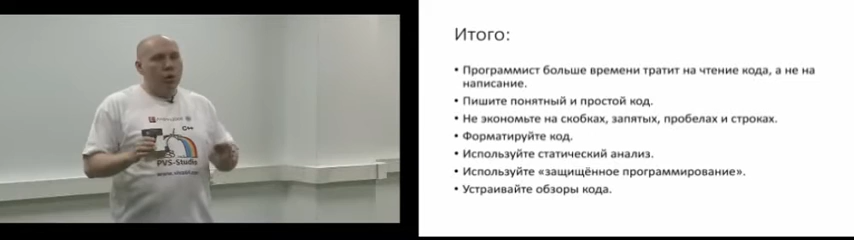 PVS-Studio
Итого:
• Программист больше времени тратит на чтение кода, а не на
написание.
• Пишите понятный и простой код.
• Не экономьте на скобках, запятых, пробелах и строках.
• Форматируйте код.
• Используйте статический анализ.
• Используйте «защищённое программирование».
• Устраивайте обзоры кода.